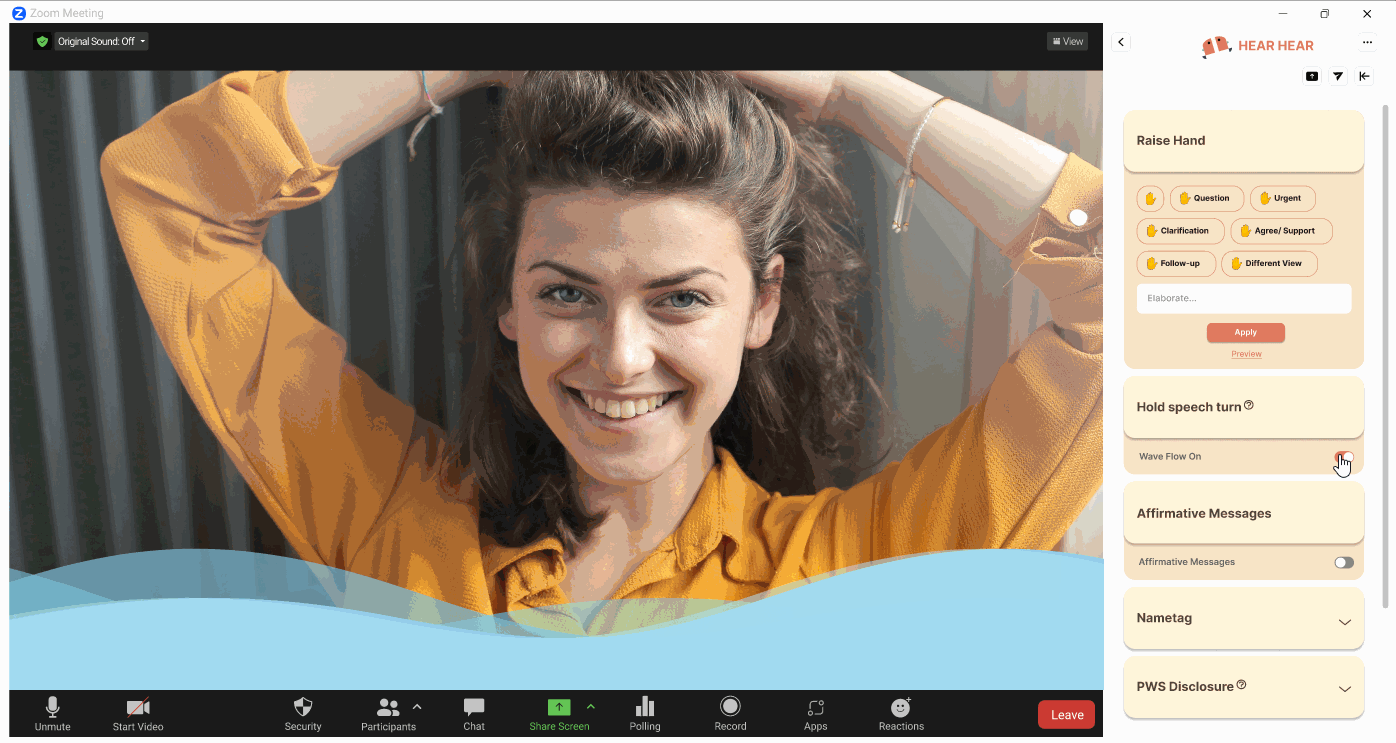 Zoom Meeting
Original Sound: Off
View
HEAR HEAR
Raise Hand
Question
Urgent
Clarification
Agree/ Support
Follow-up
Different View
Elaborate...
Apply
Preview
Hold speech turn
Wave Flow On
Affirmative Messages
Affirmative Messages
Nametag
PWS Disclosure
Unmute
Start Video
Security
Participants
Chat
Share Screen
Polling
Record
Apps
Reactions
Leave